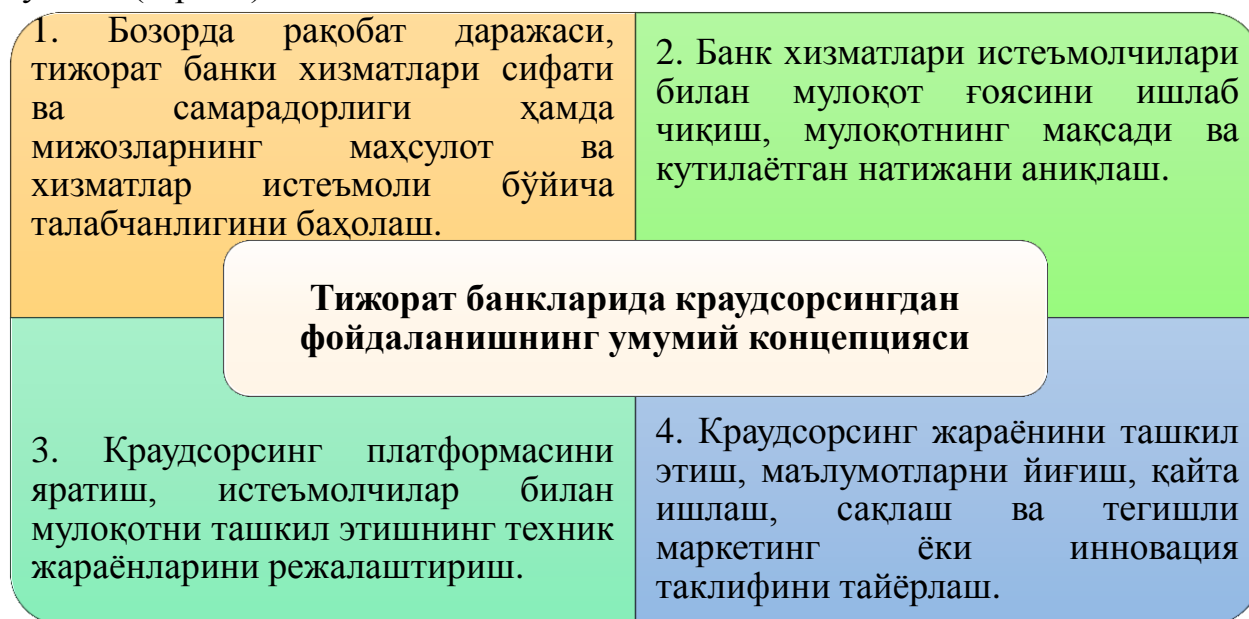 1. Бозорда рақобат даражаси,
тижорат банки хизматлари сифати
ва самарадорлиги ҳамда
мижозларнинг маҳсулот ва
хизматлар истеъмоли бўйича
талабчанлигини баҳолаш.
2. Банк хизматлари истеъмолчилари
билан мулоқот ғоясини ишлаб
чиқиш, мулоқотнинг мақсади ва
кутилаётган натижани аниқлаш.
Тижорат банкларида краудсорсингдан
фойдаланишнинг умумий концепцияси
3. Краудсорсинг платформасини
яратиш, истеъмолчилар билан
мулоқотни ташкил этишнинг техник
жараёнларини режалаштириш.
4. Краудсорсинг жараёнини ташкил
этиш, маълумотларни йиғиш, қайта
ишлаш, сақлаш ва тегишли
маркетинг ёки инновация
таклифини тайёрлаш.